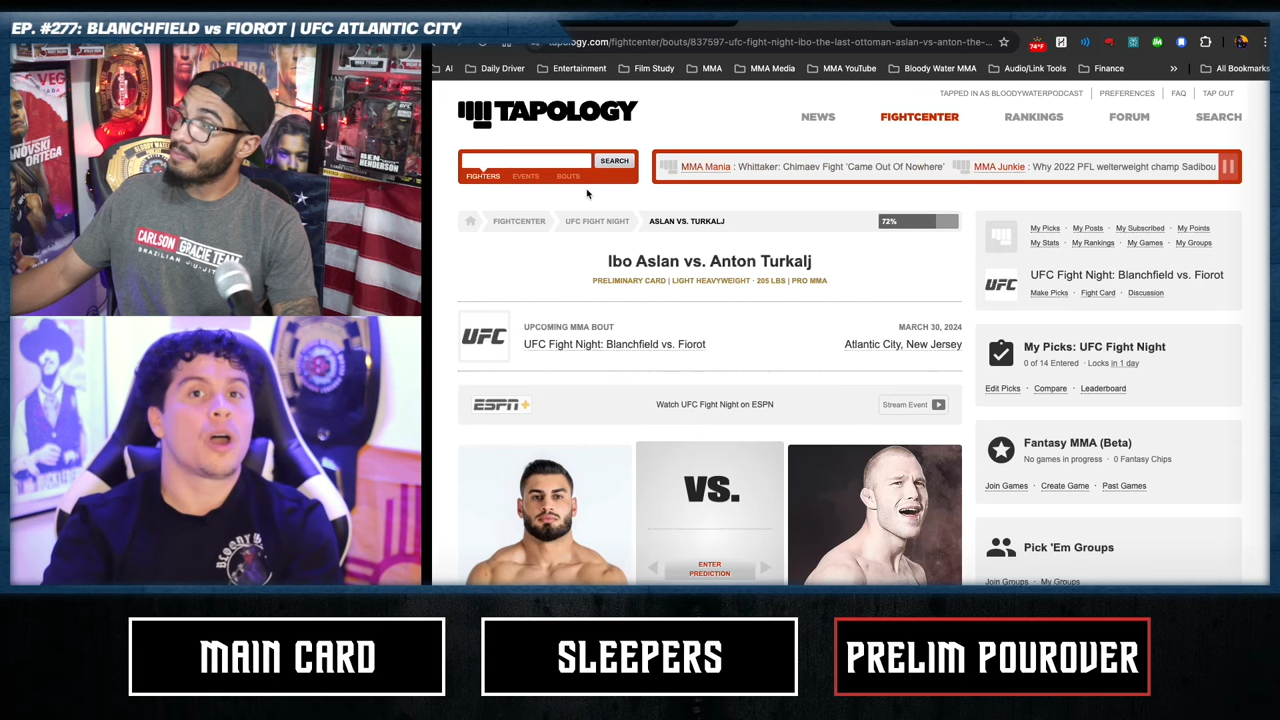 EP. #277: BLANCHFIELD vs FIOROT | UFC ATLANTIC CITY
VEGAS
ANOVSKI
ORTEGA
BEN
HENDERSON
CARLSON
GRACIE TEAM
BRAZILIAN JIU-JIT
tapology.com/fightcenter/bouts/837597-ufc-fight-night-ibo-the-last-ottoman-aslan-vs-anton-the-...
74°F
AI
Daily Driver
Entertainment
Film Study
MMA
MMA Media
MMA YouTube
Bloody Water MMA
Audio/Link Tools
Finance
»
All Bookmarks
TAPPED IN AS BLOODYWATERPODCAST
PREFERENCES
FAQ
TAP OUT
TAPOLOGY
NEWS
FIGHTCENTER
RANKINGS
FORUM
SEARCH
SEARCH
FIGHTERS
EVENTS
BOUTS
MMA Mania : Whittaker: Chimaev Fight 'Came Out Of Nowhere'
MMA Junkie : Why 2022 PFL welterweight champ Sadibou
FIGHTCENTER
UFC FIGHT NIGHT
ASLAN VS. TURKALJ
72%
Ibo Aslan vs. Anton Turkalj
PRELIMINARY CARD | LIGHT HEAVYWEIGHT · 205 LBS | PRO MMA
UFC
UPCOMING MMA BOUT
MARCH 30, 2024
UFC Fight Night: Blanchfield vs. Fiorot
Atlantic City, New Jersey
ESPN+
Watch UFC Fight Night on ESPN
Stream Event
VS.
ENTER
PREDICTION
My Picks · My Posts · My Subscribed · My Points
My Stats · My Rankings · My Games · My Groups
UFC
UFC Fight Night: Blanchfield vs. Fiorot
Make Picks · Fight Card · Discussion
My Picks: UFC Fight Night
0 of 14 Entered · Locks in 1 day
Edit Picks · Compare · Leaderboard
Fantasy MMA (Beta)
No games in progress · 0 Fantasy Chips
Join Games · Create Game · Past Games
Pick 'Em Groups
Join Groups · My Groups
MAIN CARD
SLEEPERS
PRELIM POUROVER